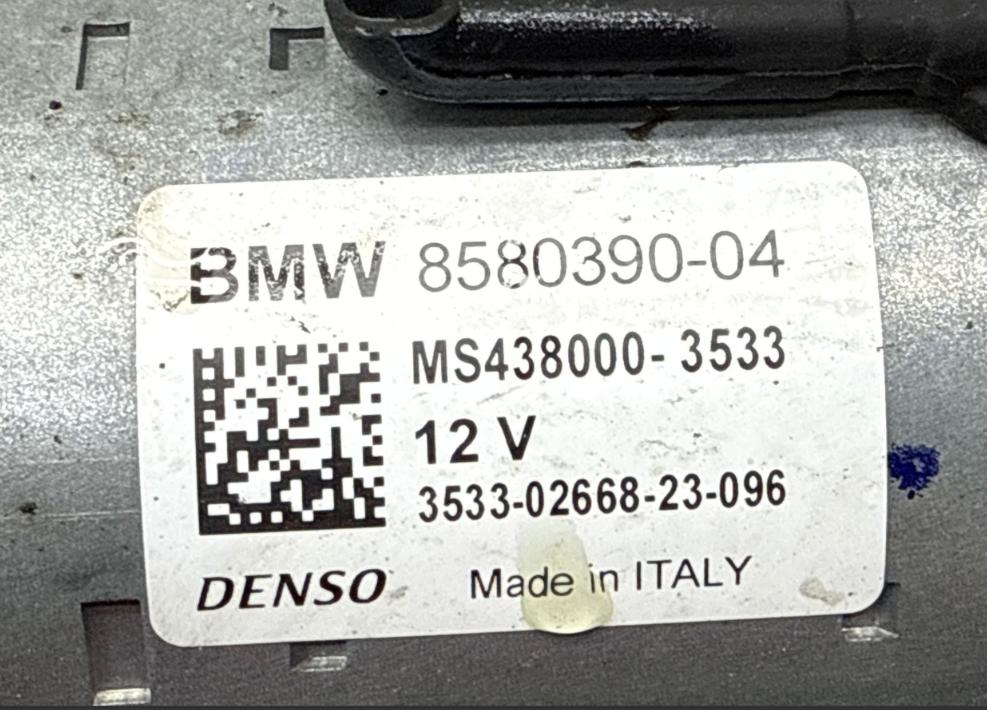 BMW 8580390-04
MS438000-3533
12 V
3533-02668-23-096
DENSO Made in ITALY